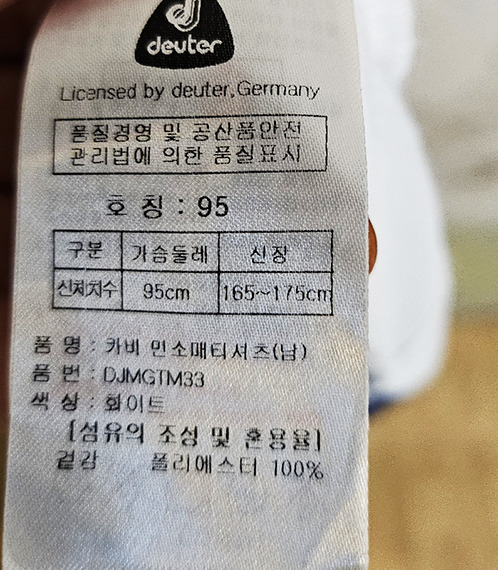 deuter
Licensed by deuter.Germany
품질경영 및 공산품안전
관리법에 의한 품질표시
호 칭 : 95
구분 가슴둘레 신장
신체치수 95cm 165~175cm
품 명 : 카비 민소매티셔츠(남)
품 번 : DJMGTM33
색 상 : 화이트
[섬유의 조성 및 혼용율]
겉감 폴리에스터 100%